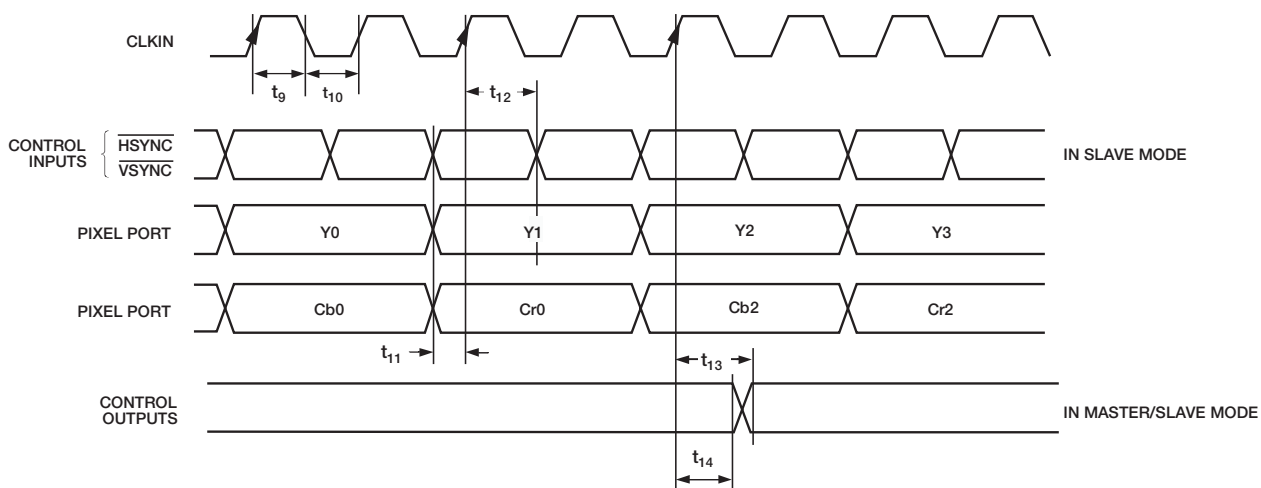 CLKIN
t9 t10 t12
CONTROL INPUTS { HSYNC VSYNC
IN SLAVE MODE
PIXEL PORT Y0 Y1 Y2 Y3
PIXEL PORT Cb0 Cr0 Cb2 Cr2
t11 t13
CONTROL OUTPUTS
IN MASTER/SLAVE MODE
t14